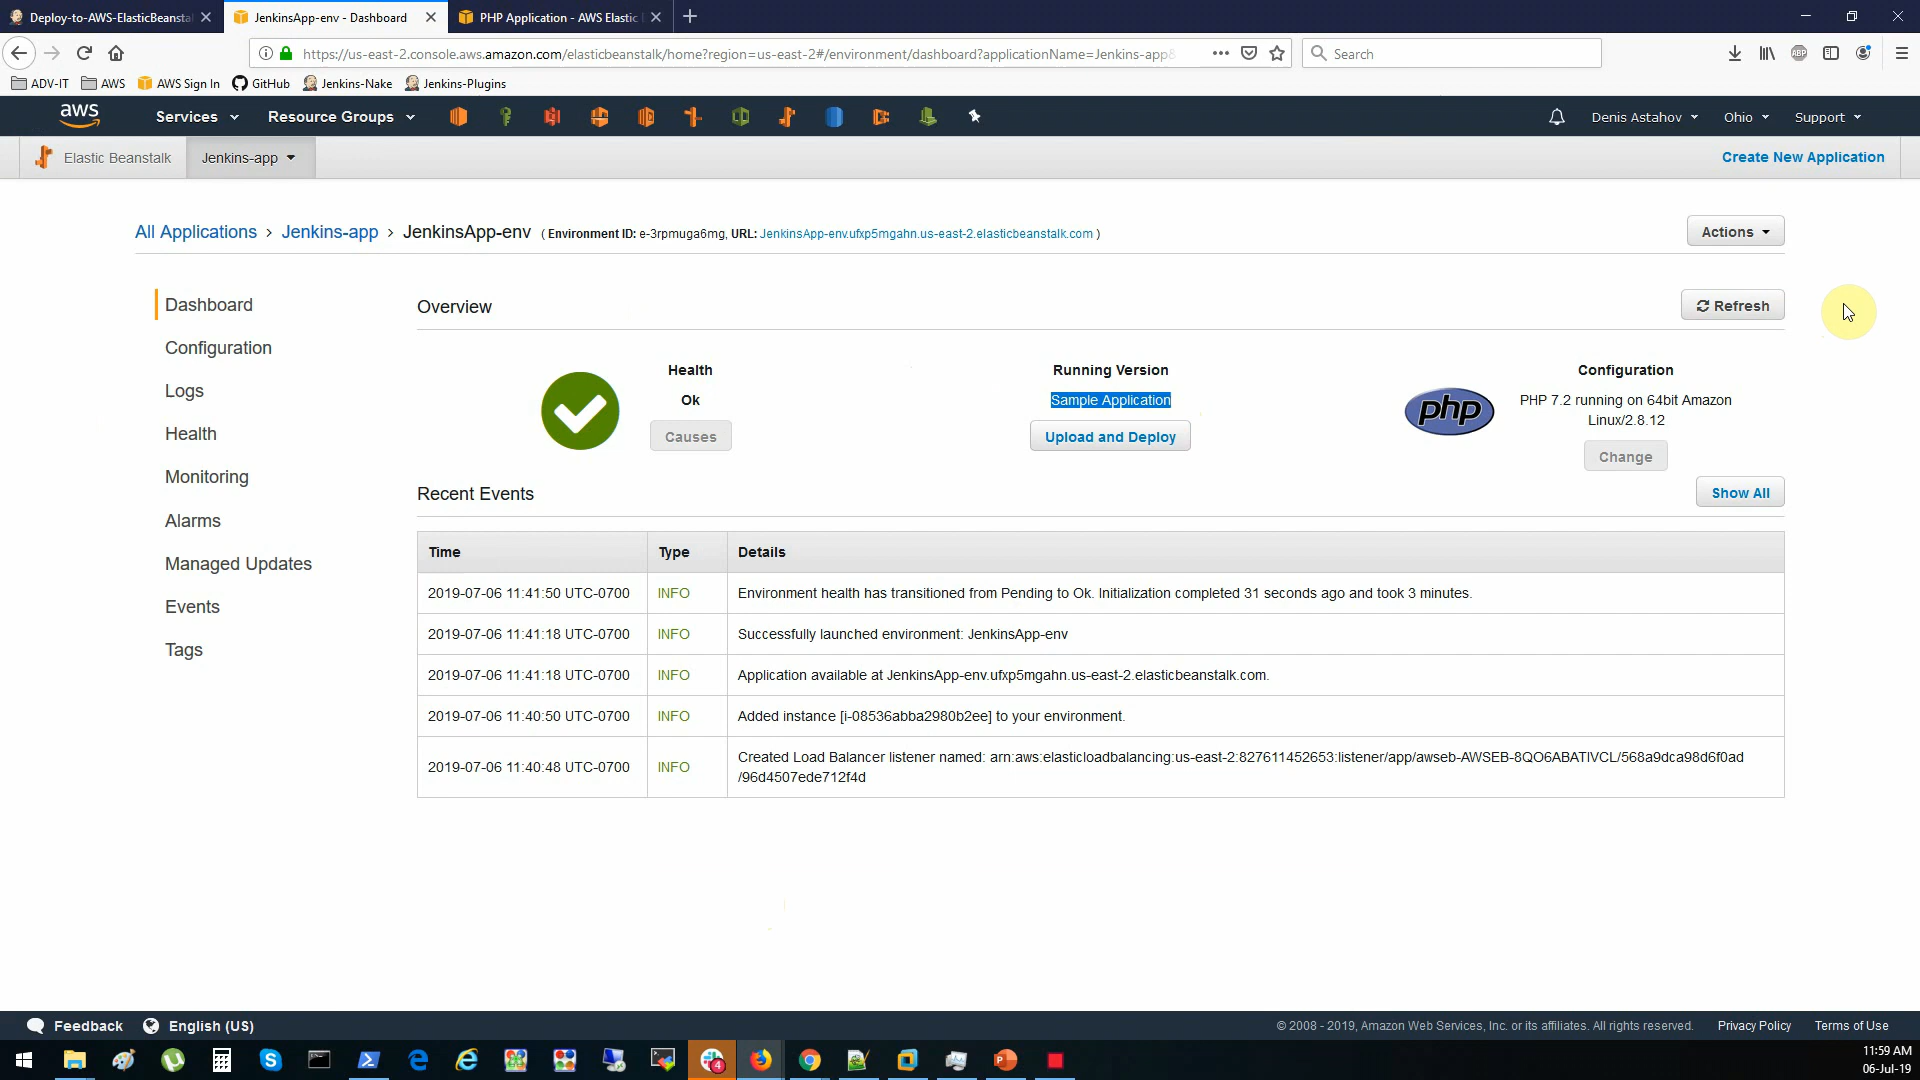 Deploy-to-AWS-ElasticBeansta
JenkinsApp-env - Dashboard
PHP Application - AWS Elastic
https://us-east-2.console.aws.amazon.com/elasticbeanstalk/home?region=us-east-2#/environment/dashboard?applicationName=Jenkins-app&
Search
ADV-IT
AWS
AWS Sign In
GitHub
Jenkins-Nake
Jenkins-Plugins
ABP
aws
Services
Resource Groups
Denis Astahov
Ohio
Support
Elastic Beanstalk
Jenkins-app
Create New Application
All Applications > Jenkins-app > JenkinsApp-env ( Environment ID: e-3rpmuga6mg, URL: JenkinsApp-env.ufxp5mgahn.us-east-2.elasticbeanstalk.com )
Actions
Dashboard
Configuration
Logs
Health
Monitoring
Alarms
Managed Updates
Events
Tags
Overview
Refresh
Health
Ok
Causes
Running Version
Sample Application
Upload and Deploy
php
Configuration
PHP 7.2 running on 64bit Amazon
Linux/2.8.12
Change
Recent Events
Show All
Time Type Details
2019-07-06 11:41:50 UTC-0700 INFO Environment health has transitioned from Pending to Ok. Initialization completed 31 seconds ago and took 3 minutes.
2019-07-06 11:41:18 UTC-0700 INFO Successfully launched environment: JenkinsApp-env
2019-07-06 11:41:18 UTC-0700 INFO Application available at JenkinsApp-env.ufxp5mgahn.us-east-2.elasticbeanstalk.com.
2019-07-06 11:40:50 UTC-0700 INFO Added instance [i-08536abba2980b2ee] to your environment.
2019-07-06 11:40:48 UTC-0700 INFO Created Load Balancer listener named: arn:aws:elasticloadbalancing:us-east-2:827611452653:listener/app/awseb-AWSEB-8QO6ABATIVCL/568a9dca98d6f0ad
/96d4507ede712f4d
Feedback
English (US)
© 2008 - 2019, Amazon Web Services, Inc. or its affiliates. All rights reserved.
Privacy Policy
Terms of Use
4
11:59 AM
06-Jul-19